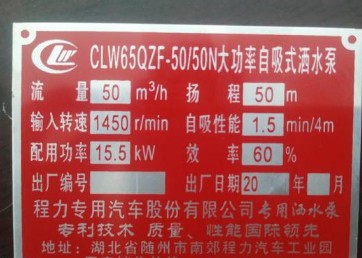 CLW CLW65QZF-50/50N大功率自吸式洒水泵
流量 50 m³/h 扬程 50 m
输入转速 1450 r/min 自吸性能 1.5 min/4m
配用功率 15.5 kW 效率 60 %
出厂编号 出厂日期 20 年 月
程力专用汽车股份有限公司专用洒水泵
专利技术 质量、性能国际领先
地址：湖北省随州市南郊程力汽车工业园